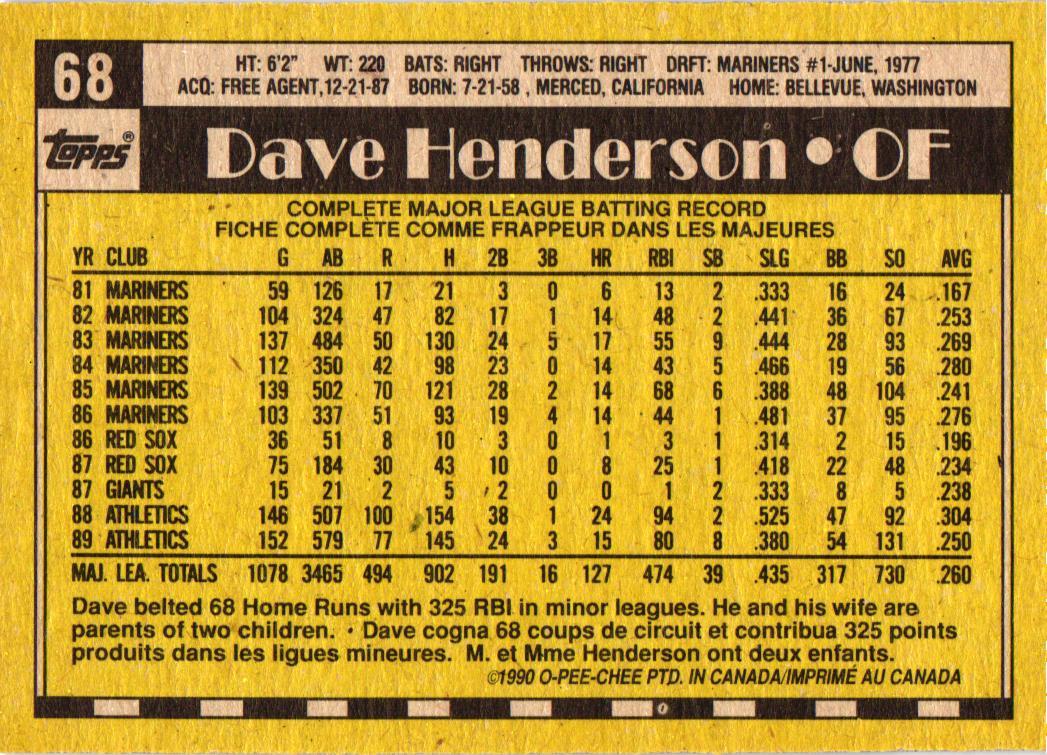 68
HT: 6'2" WT: 220 BATS: RIGHT THROWS: RIGHT DRFT: MARINERS #1-JUNE, 1977
ACQ: FREE AGENT,12-21-87 BORN: 7-21-58 , MERCED, CALIFORNIA HOME: BELLEVUE, WASHINGTON
topps®
Dave Henderson • OF
COMPLETE MAJOR LEAGUE BATTING RECORD
FICHE COMPLÈTE COMME FRAPPEUR DANS LES MAJEURES
YR CLUB G AB R H 2B 3B HR RBI SB SLG BB SO AVG
81 MARINERS 59 126 17 21 3 0 6 13 2 .333 16 24 .167
82 MARINERS 104 324 47 82 17 1 14 48 2 .441 36 67 .253
83 MARINERS 137 484 50 130 24 5 17 55 9 .444 28 93 .269
84 MARINERS 112 350 42 98 23 0 14 43 5 .466 19 56 .280
85 MARINERS 139 502 70 121 28 2 14 68 6 .388 48 104 .241
86 MARINERS 103 337 51 93 19 4 14 44 1 .481 37 95 .276
86 RED SOX 36 51 8 10 3 0 1 3 1 .314 2 15 .196
87 RED SOX 75 184 30 43 10 0 8 25 1 .418 22 48 .234
87 GIANTS 15 21 2 5 2 0 0 1 2 .333 8 5 .238
88 ATHLETICS 146 507 100 154 38 1 24 94 2 .525 47 92 .304
89 ATHLETICS 152 579 77 145 24 3 15 80 8 .380 54 131 .250
MAJ. LEA. TOTALS 1078 3465 494 902 191 16 127 474 39 .435 317 730 .260
Dave belted 68 Home Runs with 325 RBI in minor leagues. He and his wife are
parents of two children. • Dave cogna 68 coups de circuit et contribua 325 points
produits dans les ligues mineures. M. et Mme Henderson ont deux enfants.
©1990 O-PEE-CHEE PTD. IN CANADA/IMPRIMÉ AU CANADA